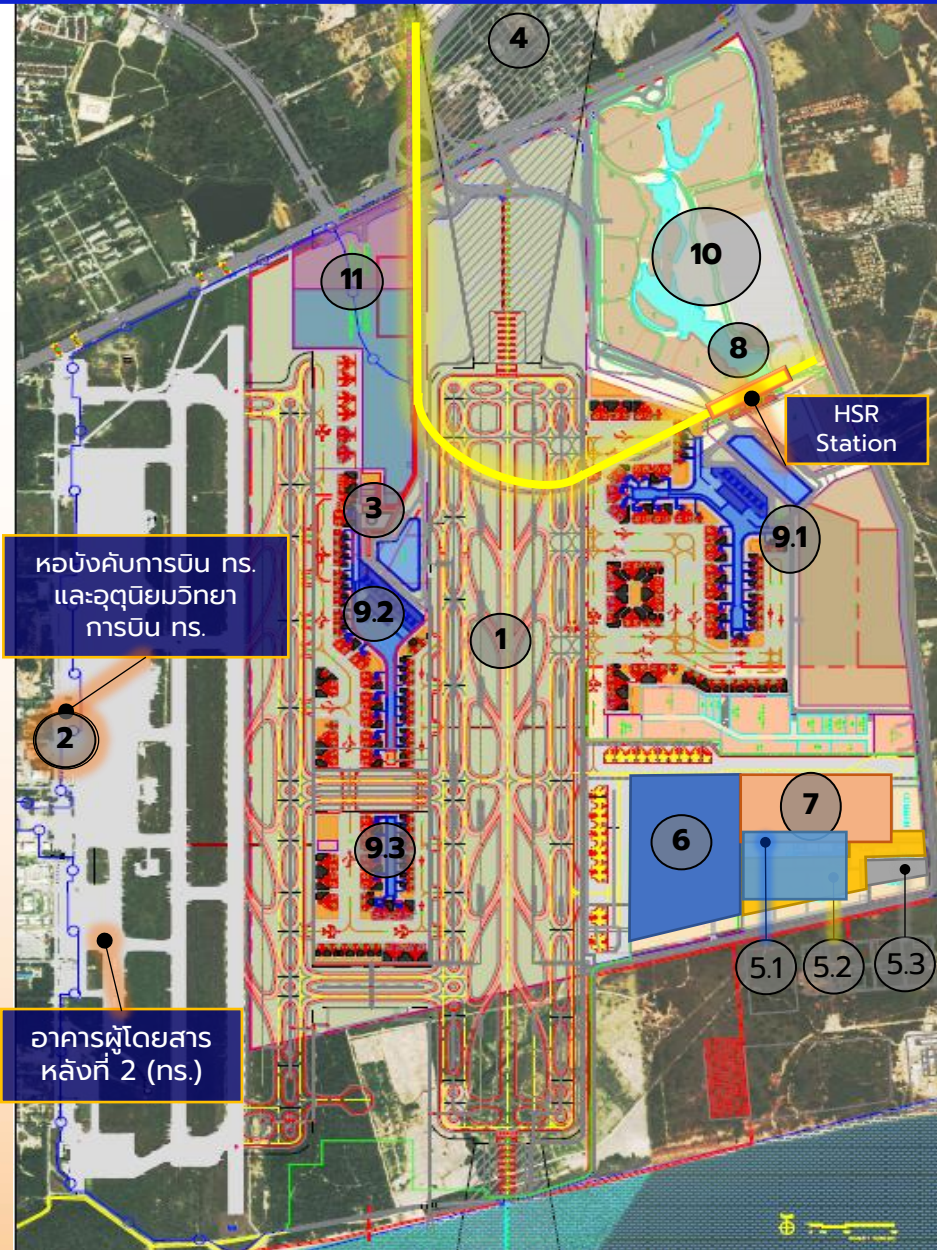 4
10
11
8
HSR
Station
3
9.1
หอบังคับการบิน ทร.
และอุตุนิยมวิทยา
การบิน ทร.
9.2
1
2
7
6
9.3
5.1
5.2
5.3
อาคารผู้โดยสาร
หลังที่ 2 (ทร.)